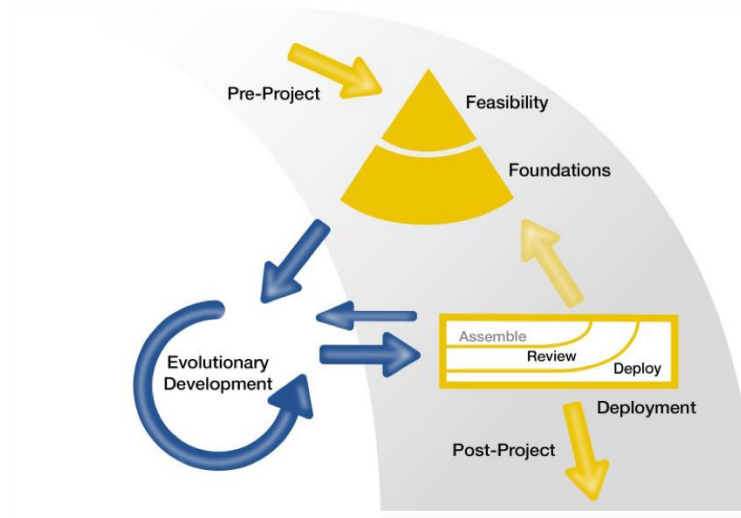 Pre-Project
Feasibility
Foundations
Evolutionary
Development
Assemble
Review
Deploy
Deployment
Post-Project